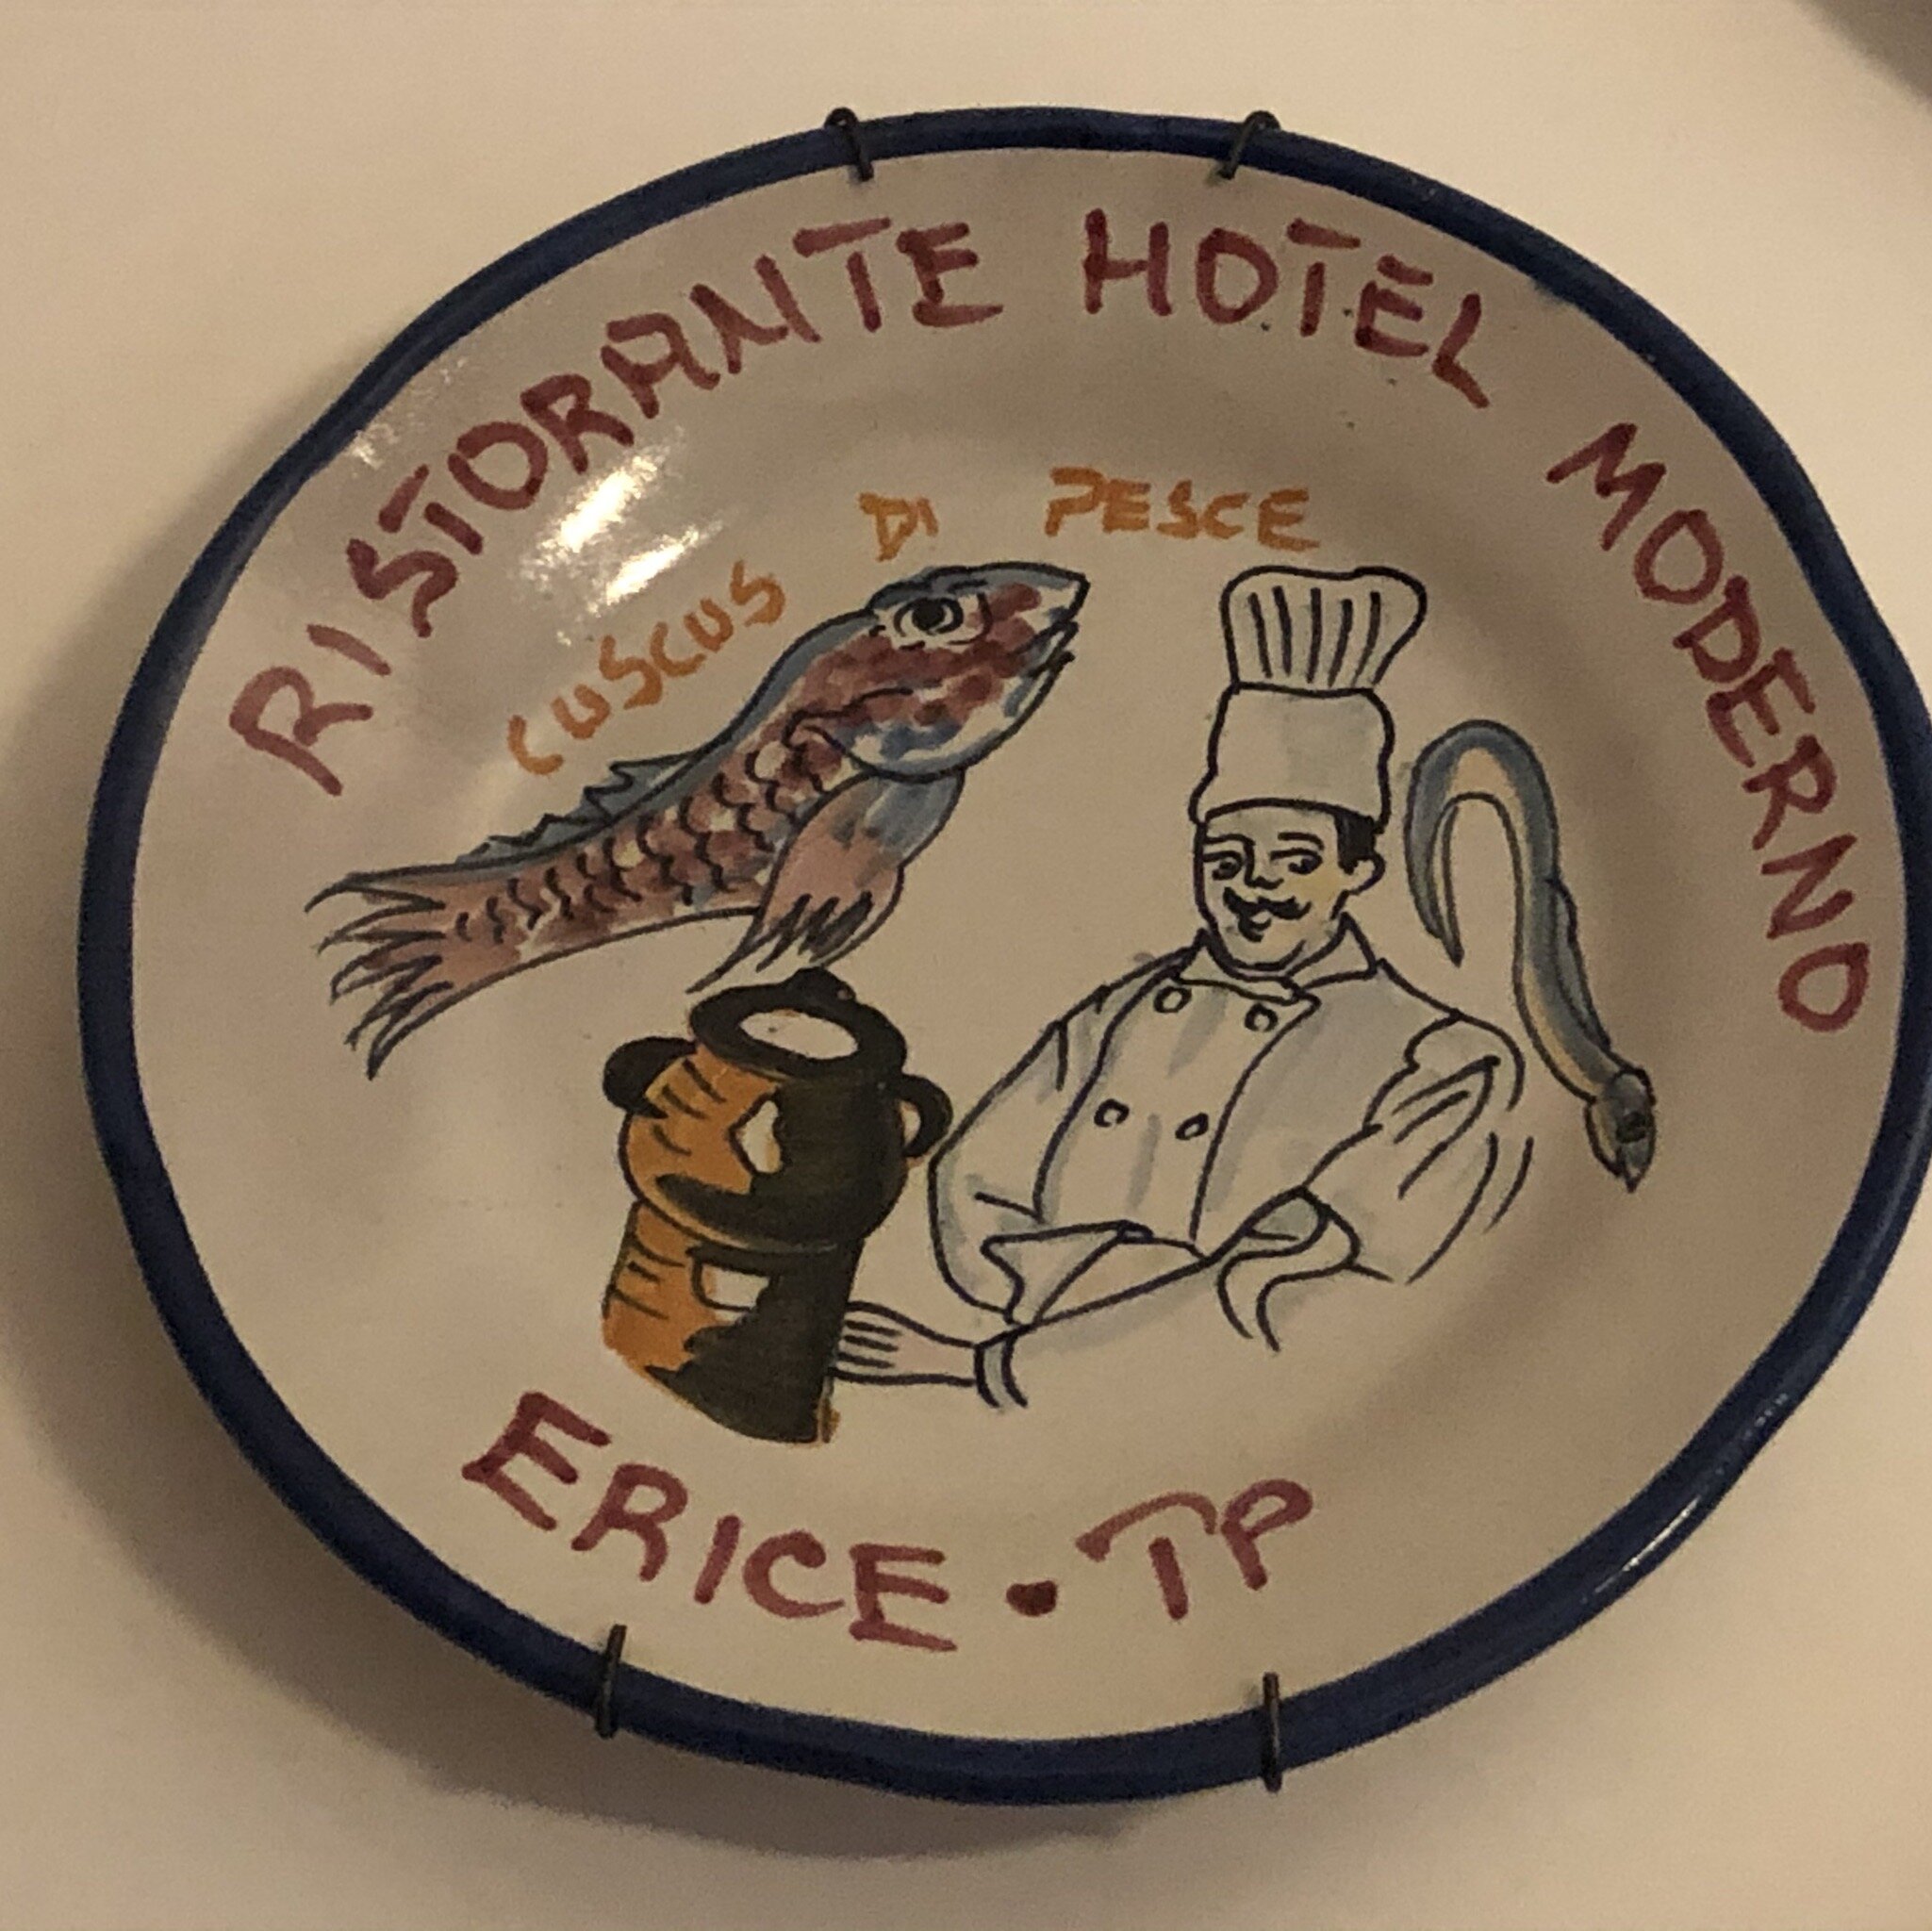 RISTORANTE HOTEL MODERNO
CUSCUS DI PESCE
ERICE • TP